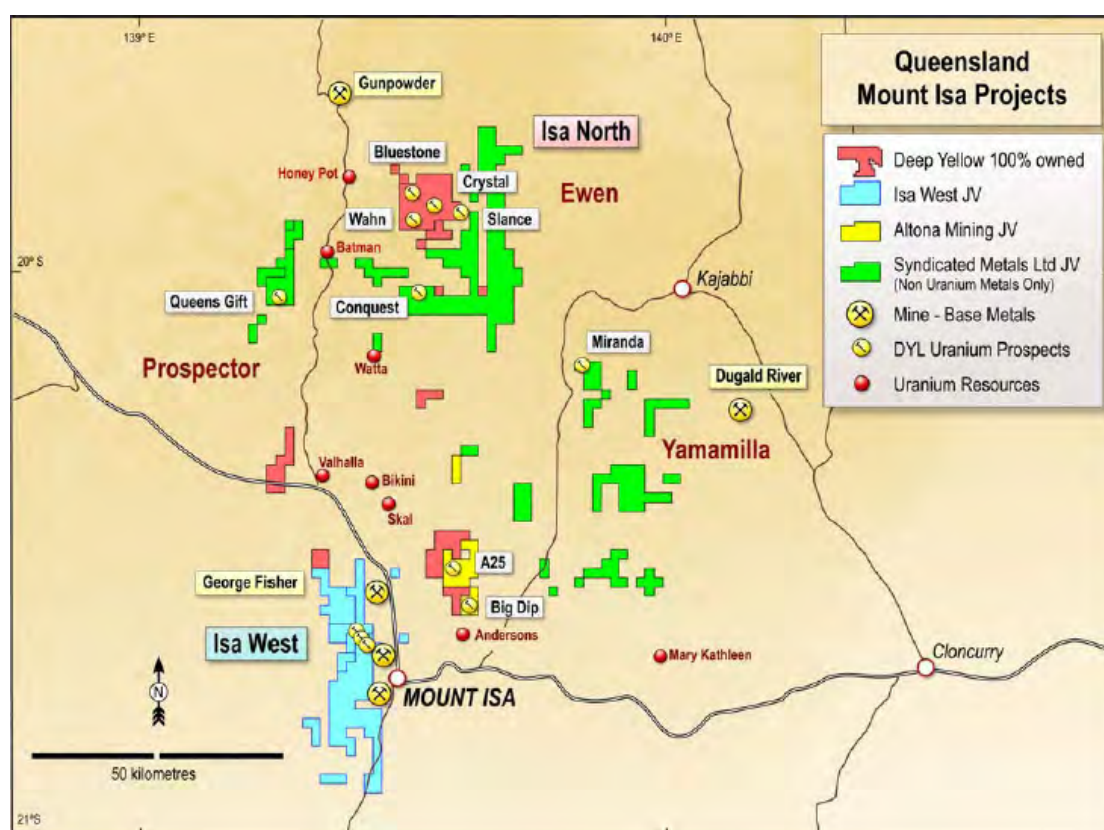 139° E
140° E
Queensland
Mount Isa Projects
Gunpowder
Isa North
Bluestone
Deep Yellow 100% owned
Honey Pot
Crystal
Ewen
Isa West JV
Wahn
Slance
Altona Mining JV
Batman
20° S
Syndicated Metals Ltd JV
(Non Uranium Metals Only)
Kajabbi
Queens Gift
Conquest
Mine - Base Metals
Miranda
DYL Uranium Prospects
Prospector
Watta
Dugald River
Uranium Resources
Yamamilla
Valhalla
Bikini
Skal
A25
George Fisher
Big Dip
Isa West
Andersons
Mary Kathleen
Cloncurry
N
MOUNT ISA
50 kilometres
21°S